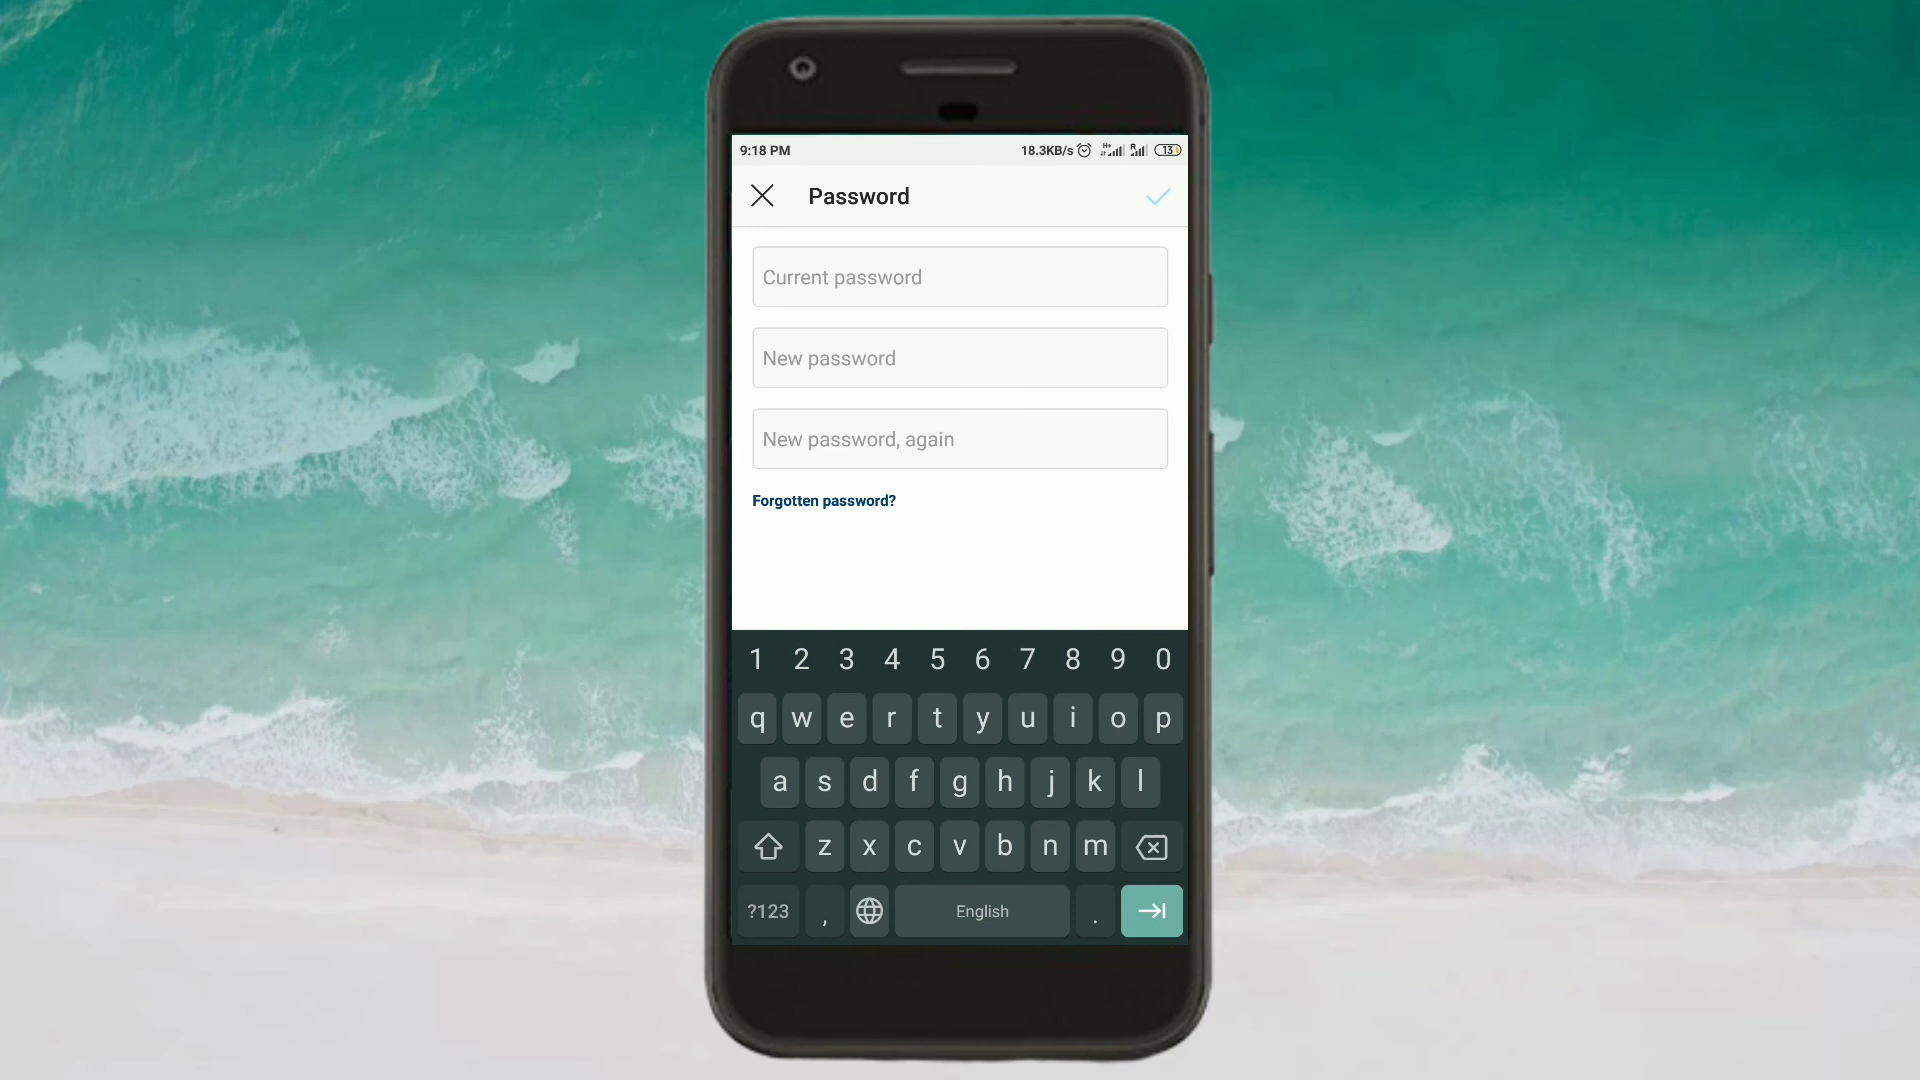 9:18 PM 18.3KB/s H+ R 13
Password
Current password
New password
New password, again
Forgotten password?
1 2 3 4 5 6 7 8 9 0
q w e r t y u i o p
a s d f g h j k l
z x c v b n m
?123 , English .